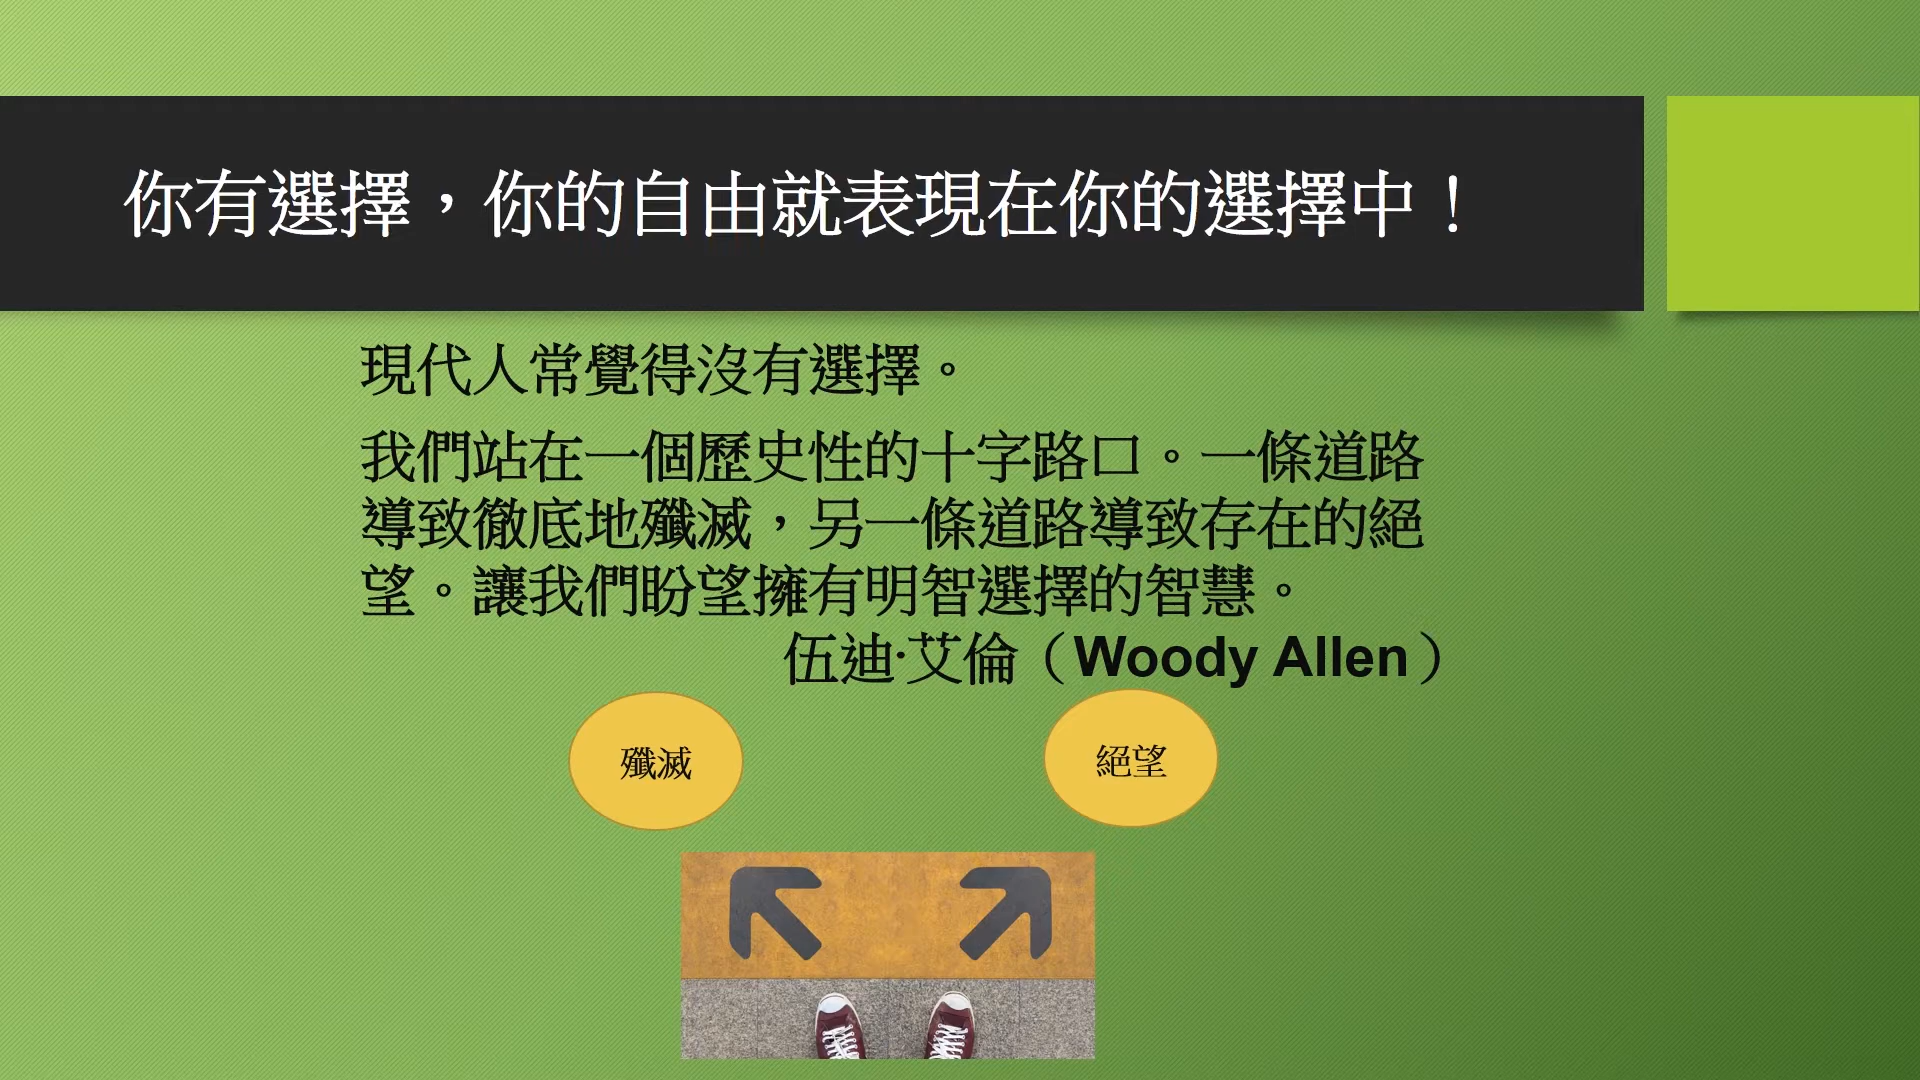 你有選擇，你的自由就表現在你的選擇中！
現代人常覺得沒有選擇。
我們站在一個歷史性的十字路口。一條道路
導致徹底地殲滅，另一條道路導致存在的絕
望。讓我們盼望擁有明智選擇的智慧。
伍迪·艾倫（Woody Allen）
殲滅
絕望